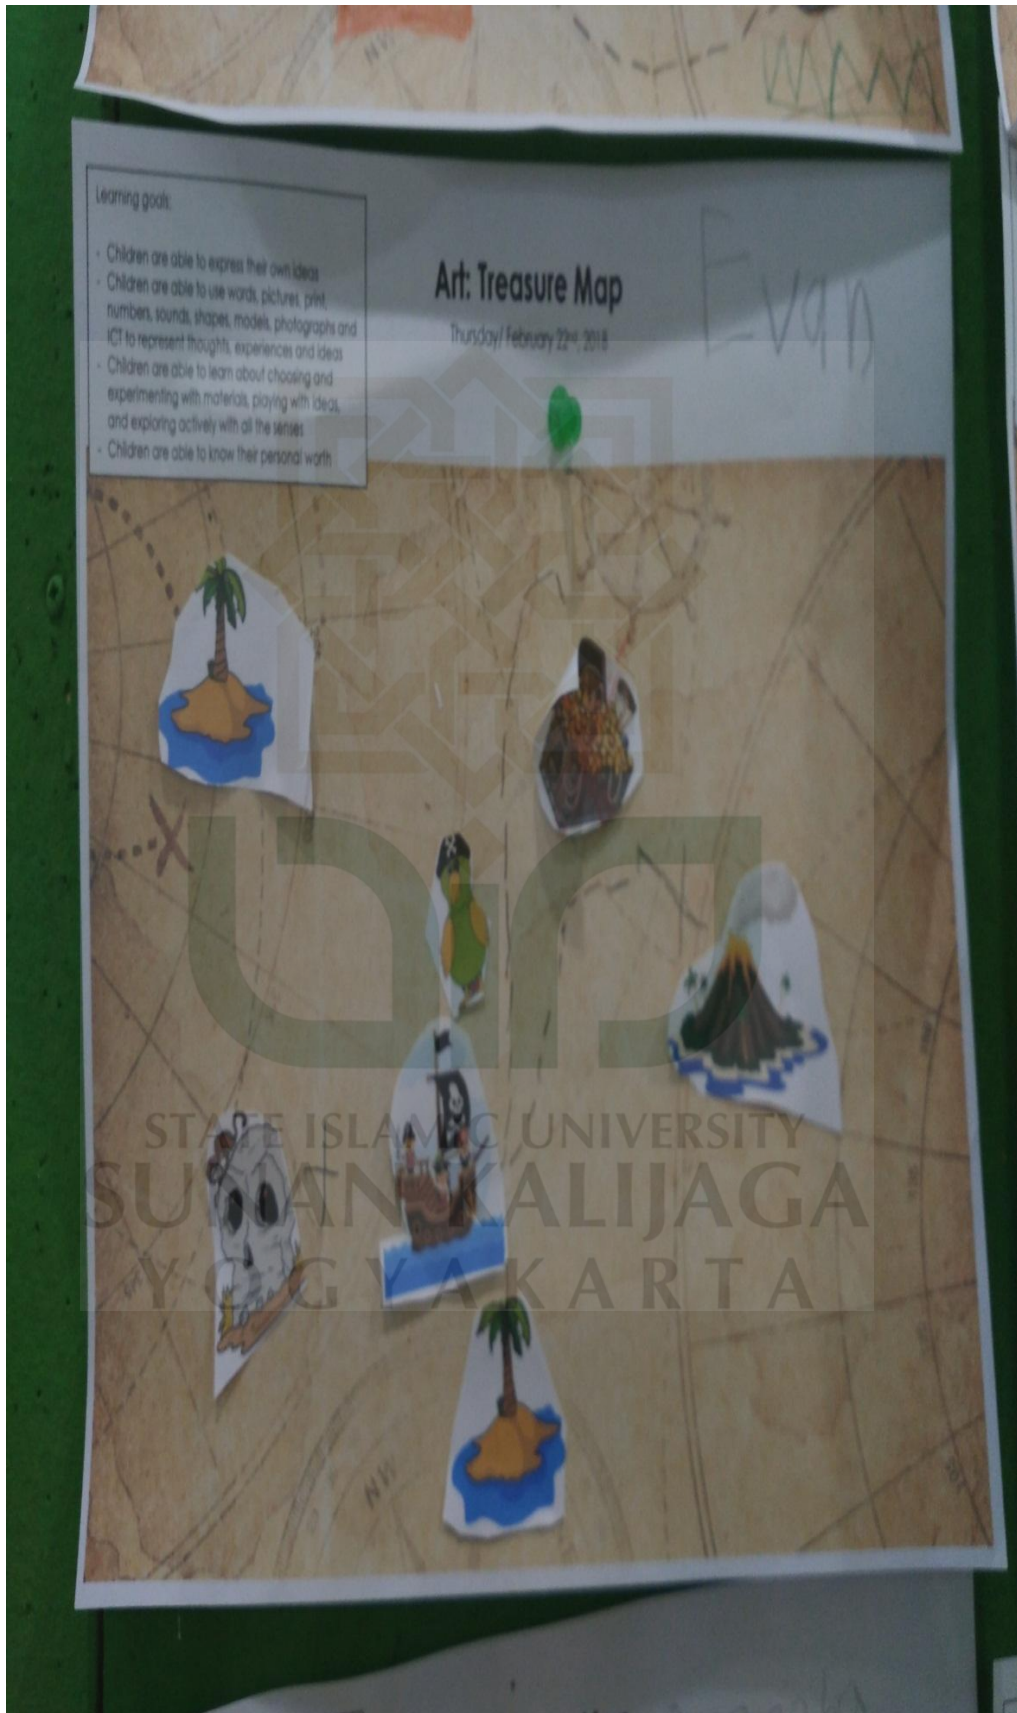 NW
Learning goals:
- Children are able to express their own ideas
- Children are able to use words, pictures, print,
numbers, sounds, shapes, models, photographs and
ICT to represent thoughts, experiences and ideas
- Children are able to learn about choosing and
experimenting with materials, playing with ideas,
and exploring actively with all the senses
- Children are able to know their personal worth
Art: Treasure Map
Thursday/ February 22nd, 2018
Evan
X
STATE ISLAMIC UNIVERSITY
SUNAN KALIJAGA
YOGYAKARTA
NW